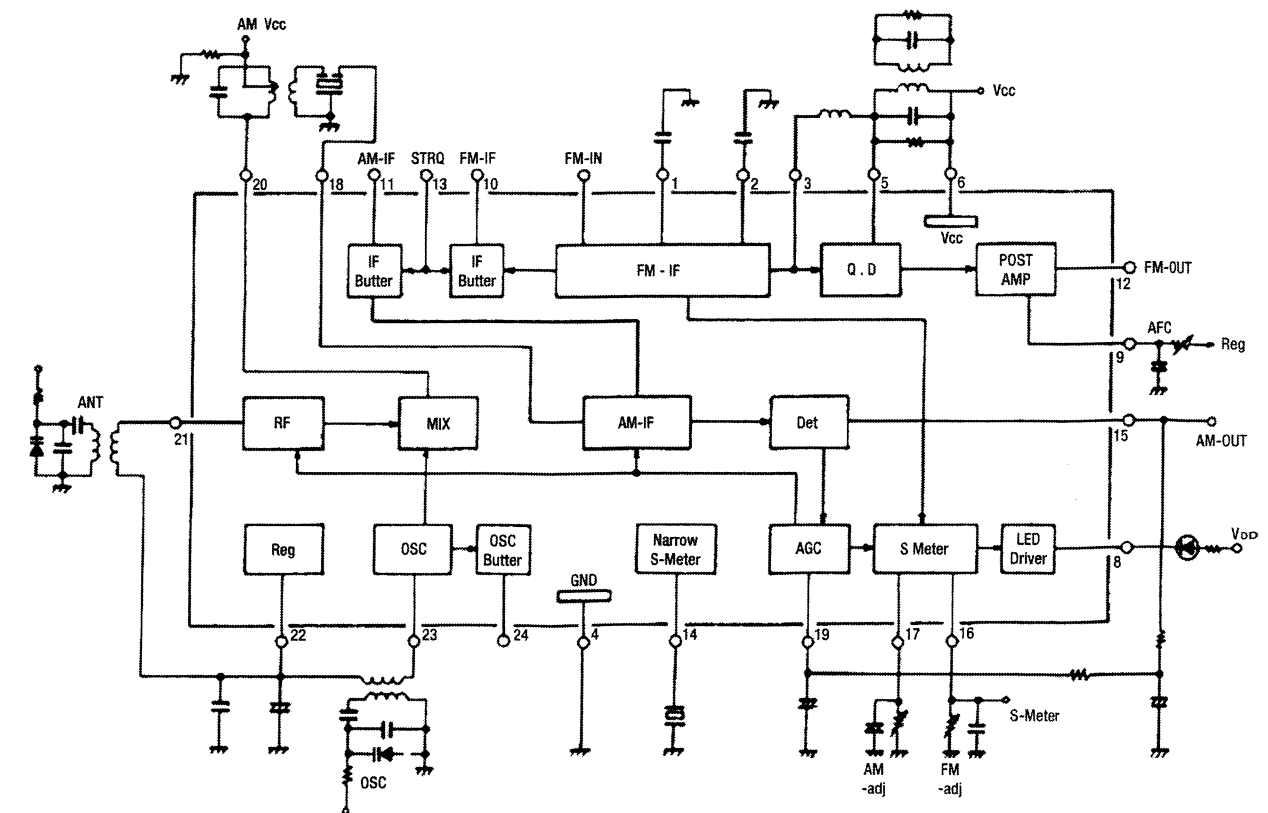 AM Vcc
Vcc
AM-IF
STRQ
FM-IF
FM-IN
20
18
11
13
10
1
2
3
5
6
Vcc
IF
Butter
IF
Butter
FM - IF
Q . D
POST
AMP
FM-OUT
12
AFC
9
Reg
ANT
21
RF
MIX
AM-IF
Det
15
AM-OUT
Reg
OSC
OSC
Butter
Narrow
S-Meter
AGC
S Meter
LED
Driver
8
VDD
GND
22
23
24
4
14
19
17
16
S-Meter
OSC
AM
-adj
FM
-adj